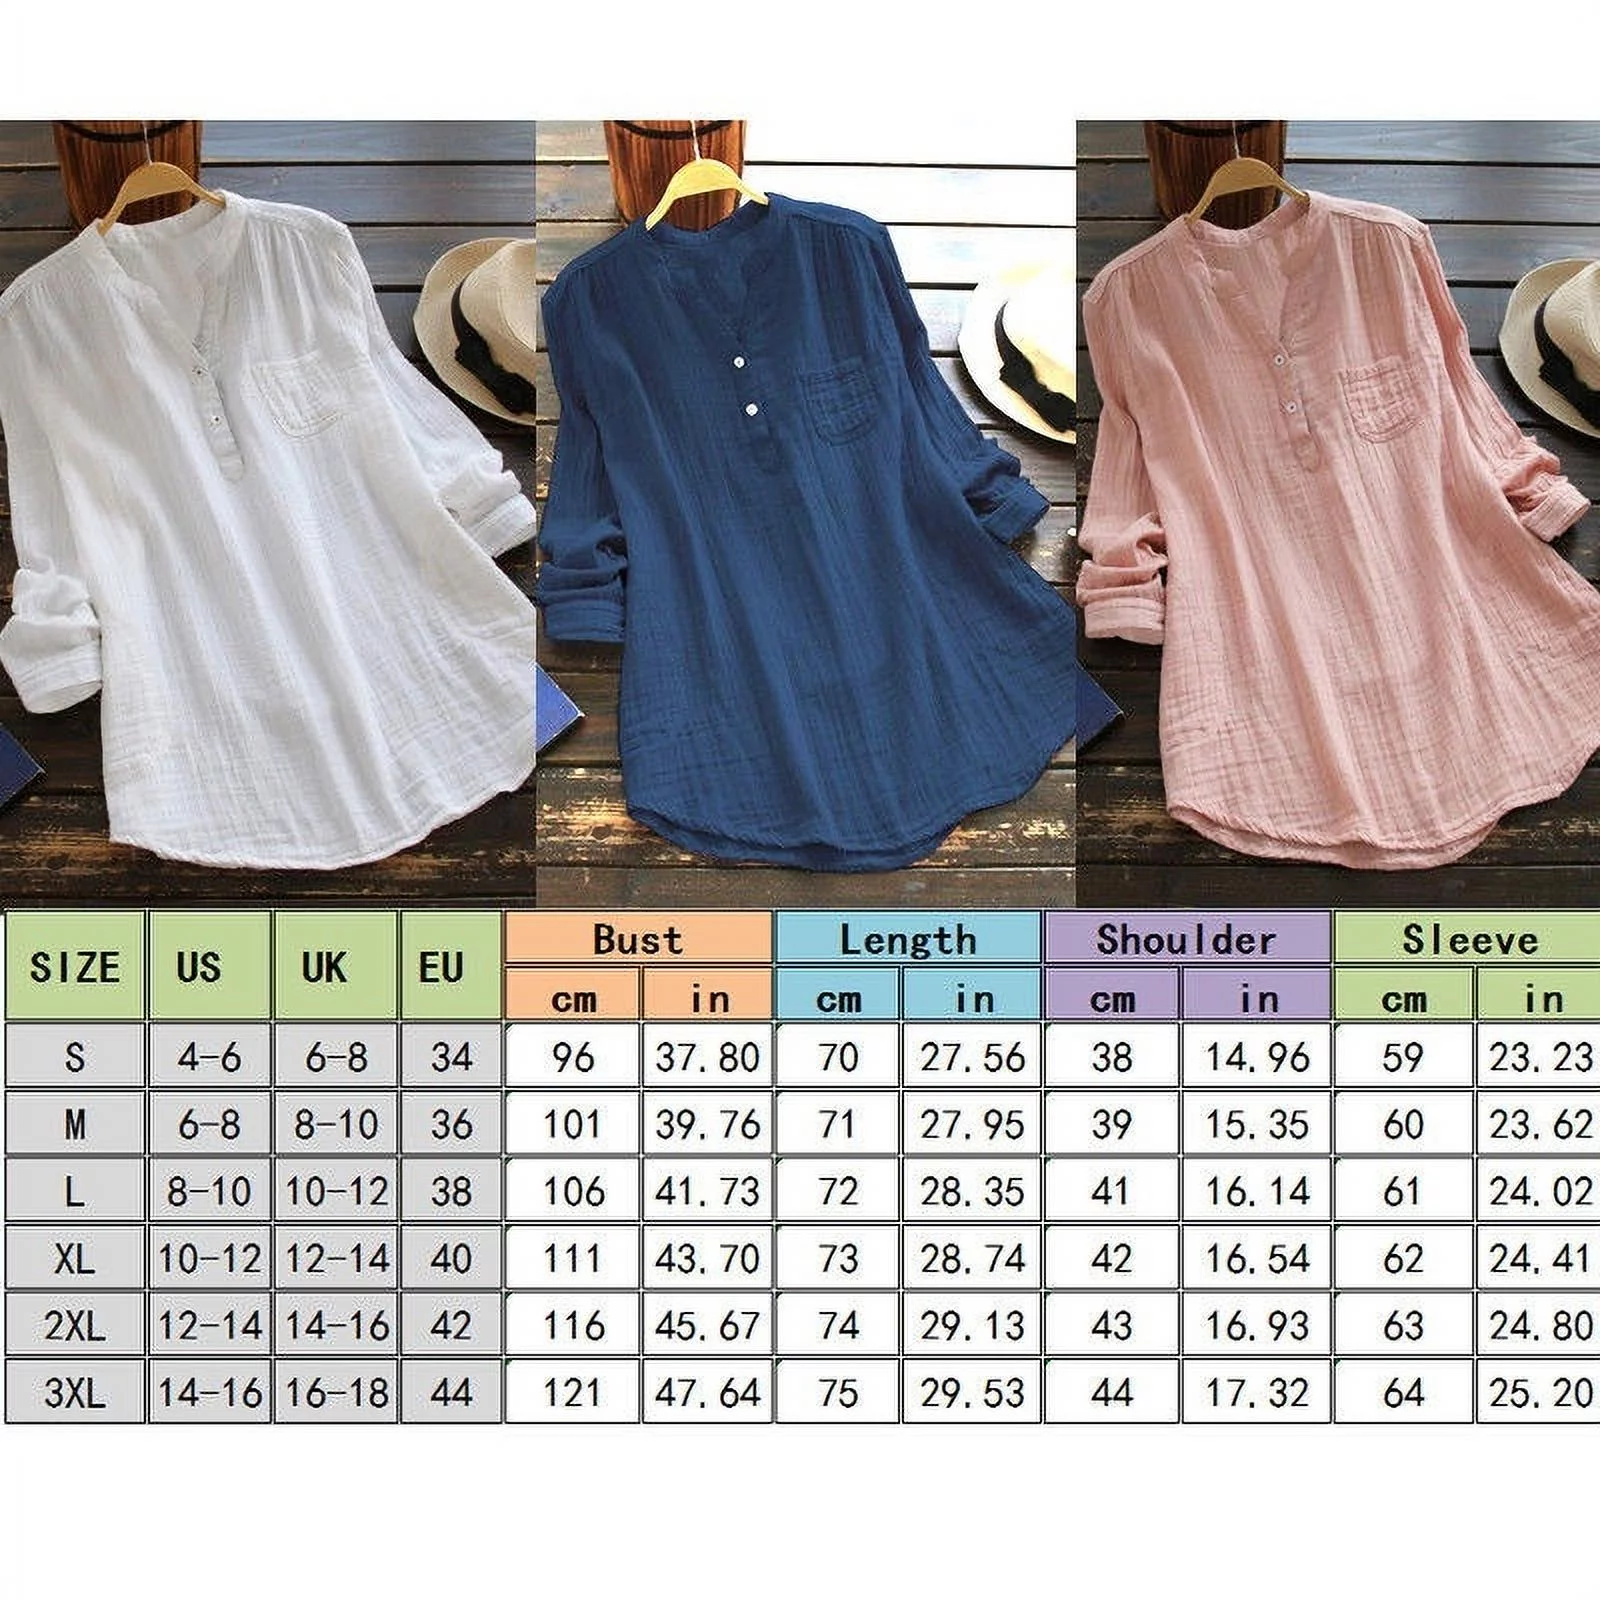 SIZE US UK EU Bust Length Shoulder Sleeve
cm in cm in cm in cm in
S 4-6 6-8 34 96 37.80 70 27.56 38 14.96 59 23.23
M 6-8 8-10 36 101 39.76 71 27.95 39 15.35 60 23.62
L 8-10 10-12 38 106 41.73 72 28.35 41 16.14 61 24.02
XL 10-12 12-14 40 111 43.70 73 28.74 42 16.54 62 24.41
2XL 12-14 14-16 42 116 45.67 74 29.13 43 16.93 63 24.80
3XL 14-16 16-18 44 121 47.64 75 29.53 44 17.32 64 25.20